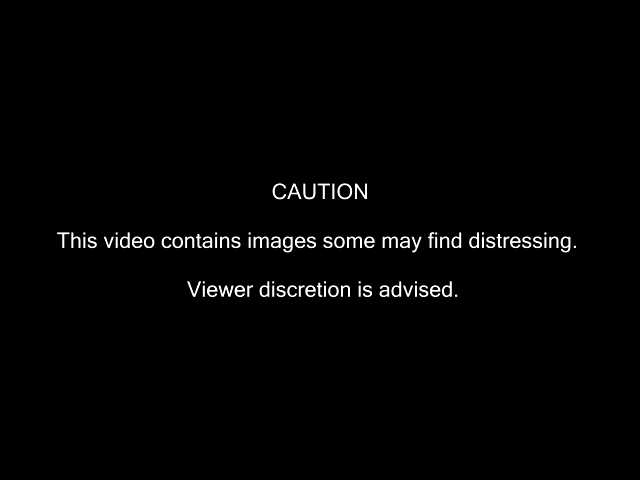 CAUTION
This video contains images some may find distressing.
Viewer discretion is advised.